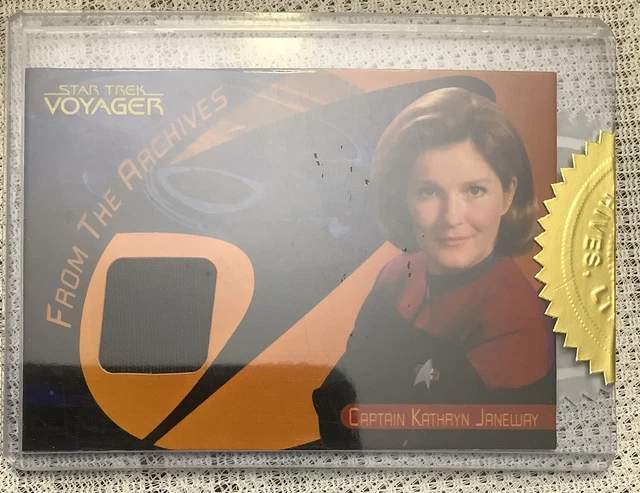 STAR TREK
VOYAGER
FROM THE ARCHIVES
CAPTAIN KATHRYN JANEWAY